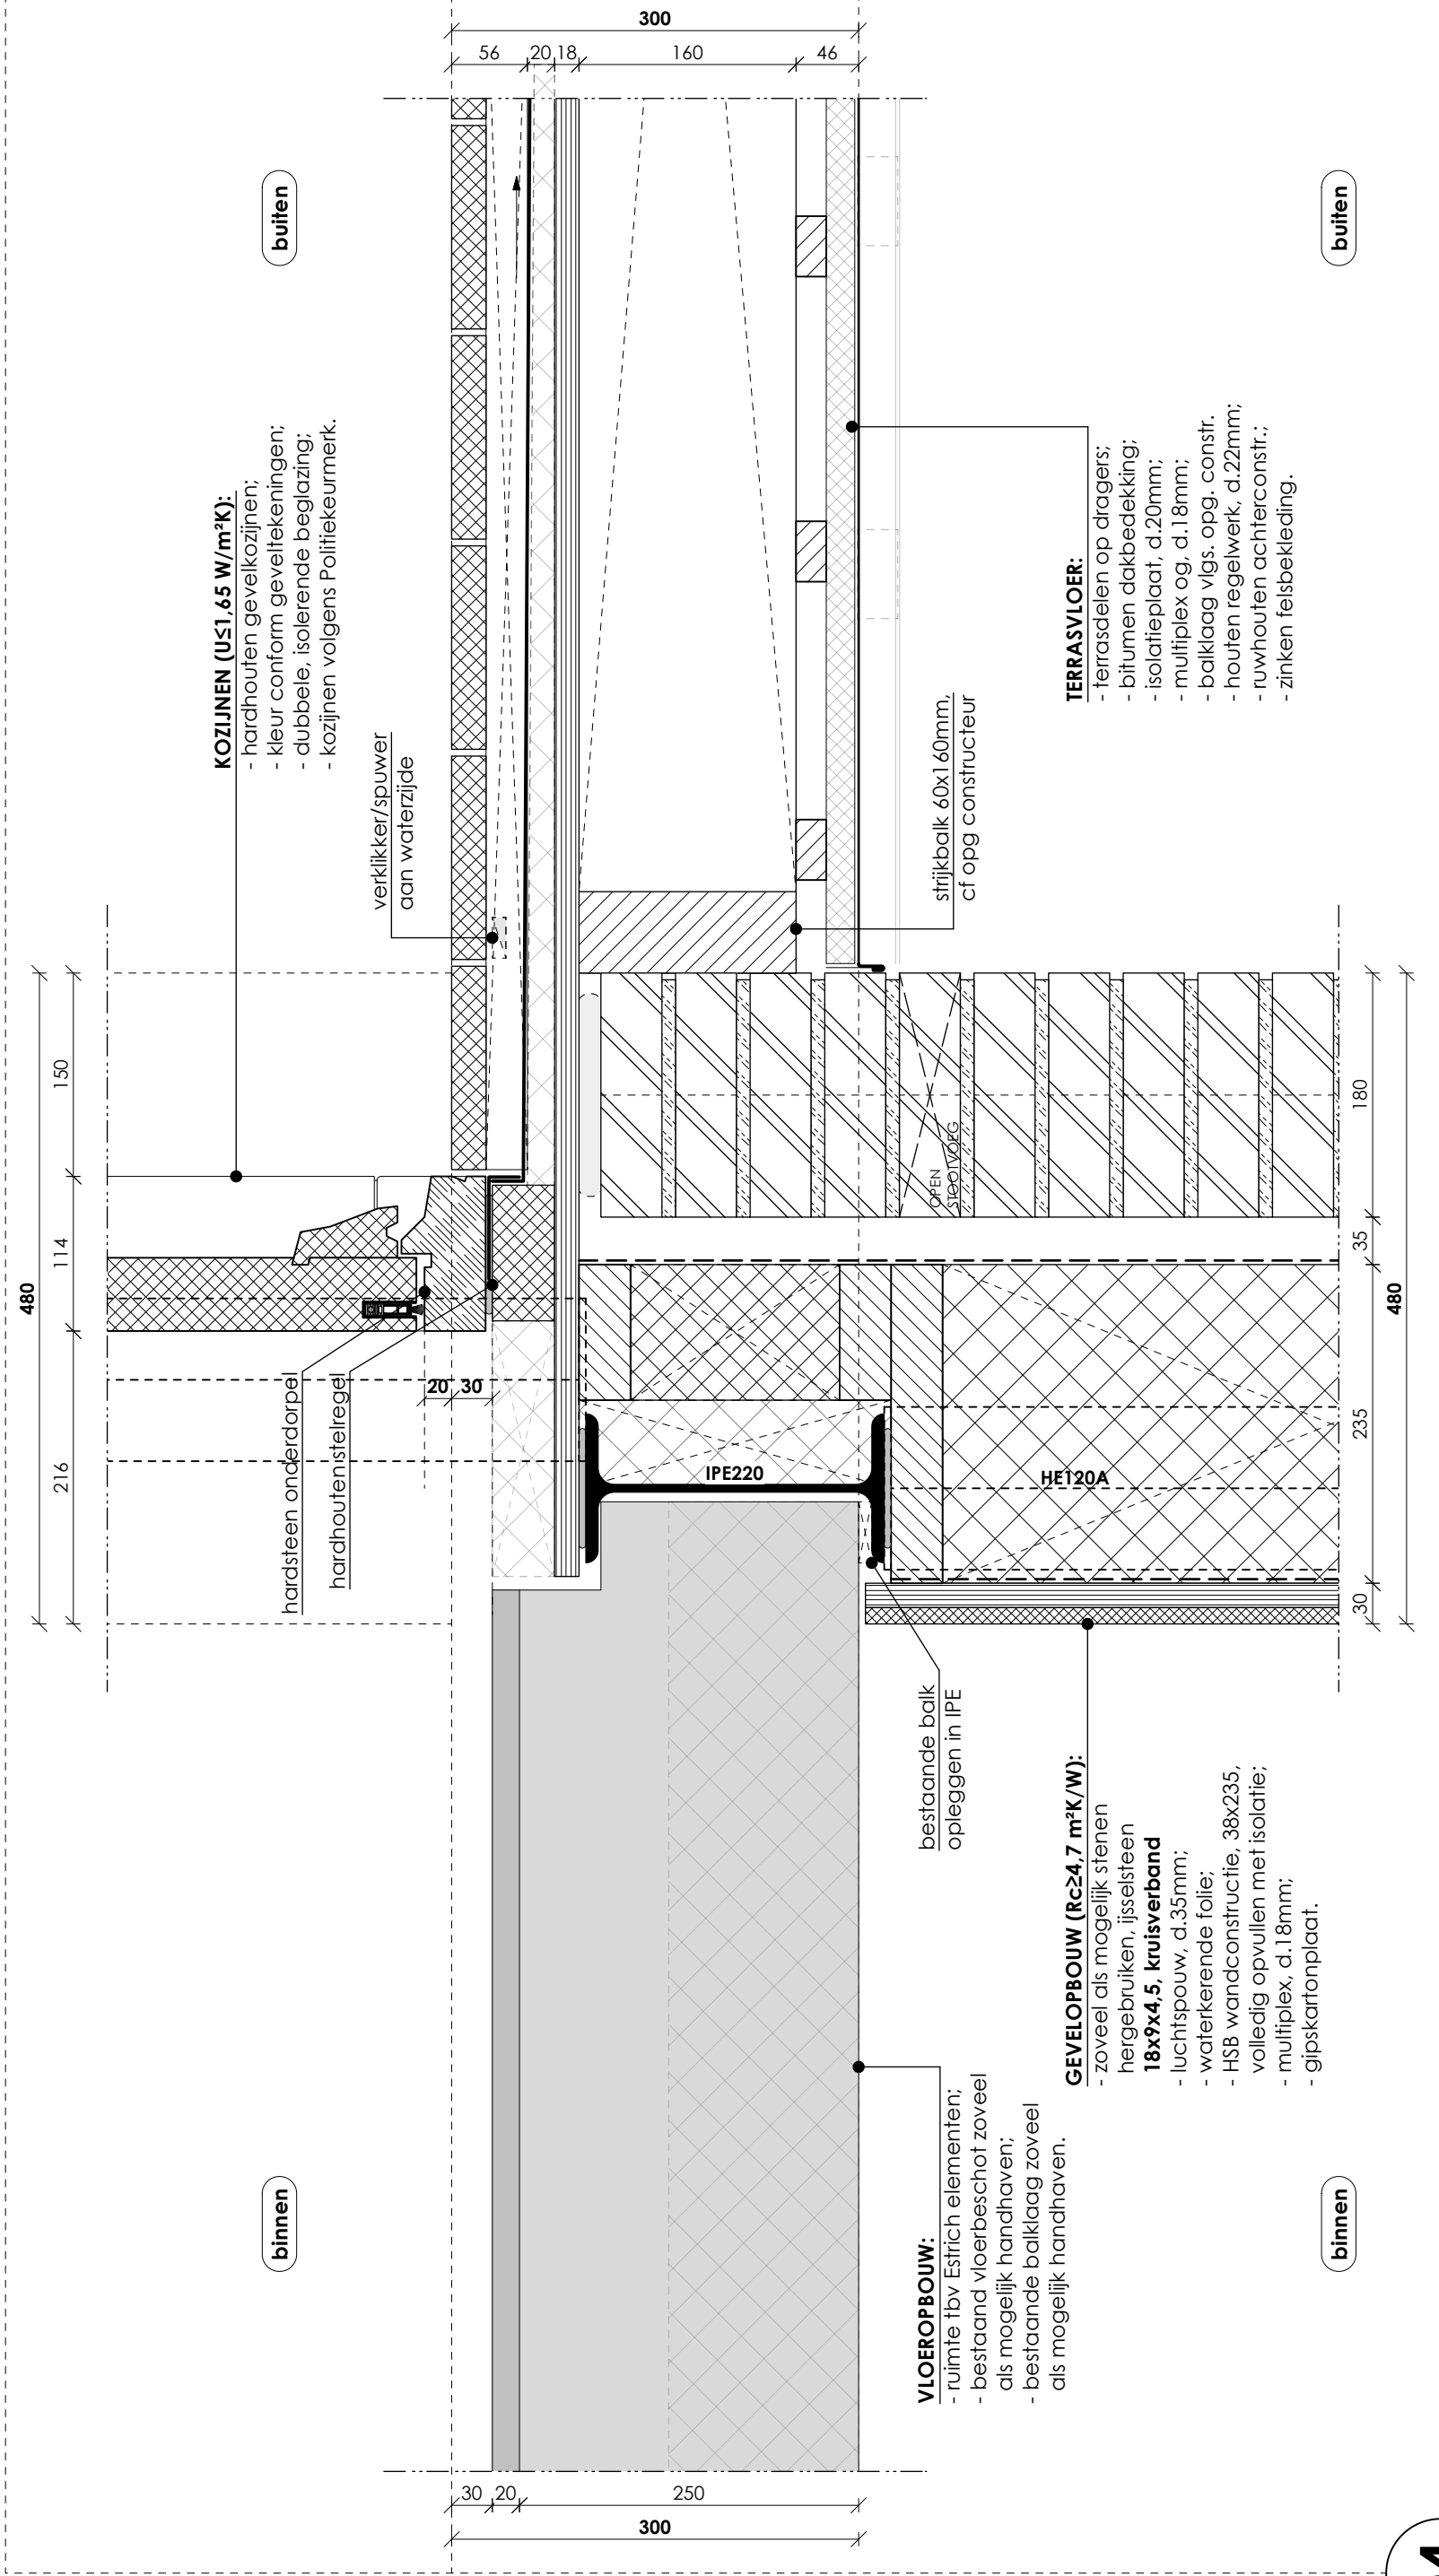 300
56
20
18
160
46
buiten
buiten
KOZIJNEN (U≤1,65 W/m²K):
- hardhouten gevelkozijnen;
- kleur conform geveltekeningen;
- dubbele, isolerende beglazing;
- kozijnen volgens Politiekeurmerk.
verklikker/spuwer
aan waterzijde
strijkbalk 60x160mm,
cf opg constructeur
TERRASVLOER:
- terrasdelen op dragers;
- bitumen dakbedekking;
- isolatieplaat, d.20mm;
- multiplex og, d.18mm;
- balklaag vlgs. opg. constr.
- houten regelwerk, d.22mm;
- ruwhouten achterconstr.;
- zinken felsbekleding.
480
150
114
216
hardsteen onderdorpel
hardhouten stelregel
20
30
OPEN
STOOTVOEG
IPE220
HE120A
180
35
235
30
480
bestaande balk
opleggen in IPE
GEVELOPBOUW (Rc≥4,7 m²K/W):
- zoveel als mogelijk stenen
hergebruiken, ijsselsteen
18x9x4,5, kruisverband
- luchtspouw, d.35mm;
- waterkerende folie;
- HSB wandconstructie, 38x235,
volledig opvullen met isolatie;
- multiplex, d.18mm;
- gipskartonplaat.
VLOEROPBOUW:
- ruimte tbv Estrich elementen;
- bestaand vloerbeschot zoveel
als mogelijk handhaven;
- bestaande balklaag zoveel
als mogelijk handhaven.
binnen
binnen
30
20
250
300